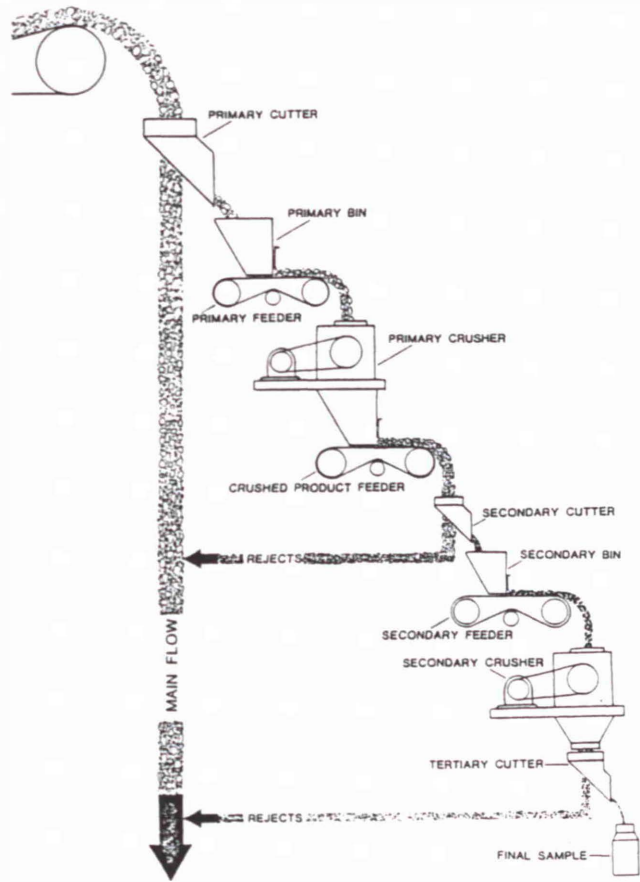 PRIMARY CUTTER
PRIMARY BIN
PRIMARY FEEDER
PRIMARY CRUSHER
CRUSHED PRODUCT FEEDER
SECONDARY CUTTER
REJECTS
SECONDARY BIN
SECONDARY FEEDER
MAIN FLOW
SECONDARY CRUSHER
TERTIARY CUTTER
REJECTS
FINAL SAMPLE